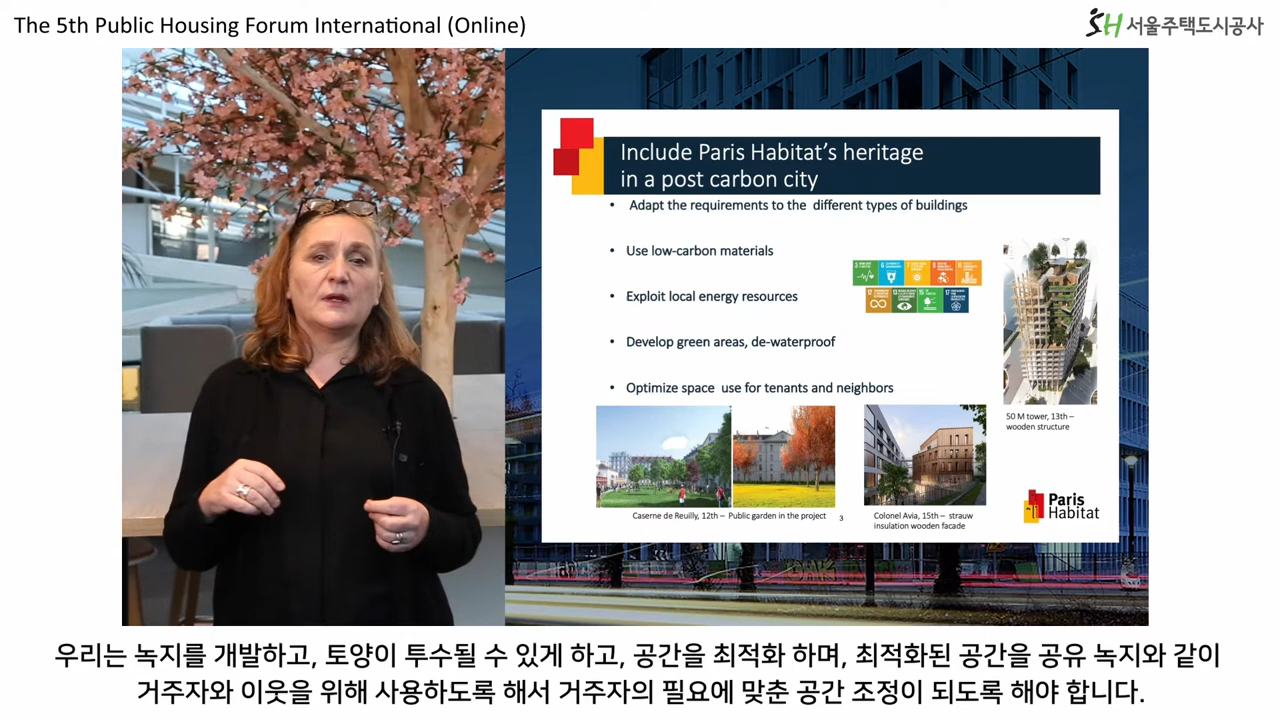 The 5th Public Housing Forum International (Online)
SH 서울주택도시공사
Include Paris Habitat's heritage
in a post carbon city
• Adapt the requirements to the different types of buildings
• Use low-carbon materials
• Exploit local energy resources
• Develop green areas, de-waterproof
• Optimize space use for tenants and neighbors
50 M tower, 13th –
wooden structure
Caserne de Reuilly, 12th – Public garden in the project
3
Colonel Avia, 15th – strauw
insulation wooden facade
Paris
Habitat
우리는 녹지를 개발하고, 토양이 투수될 수 있게 하고, 공간을 최적화 하며, 최적화된 공간을 공유 녹지와 같이
거주자와 이웃을 위해 사용하도록 해서 거주자의 필요에 맞춘 공간 조정이 되도록 해야 합니다.